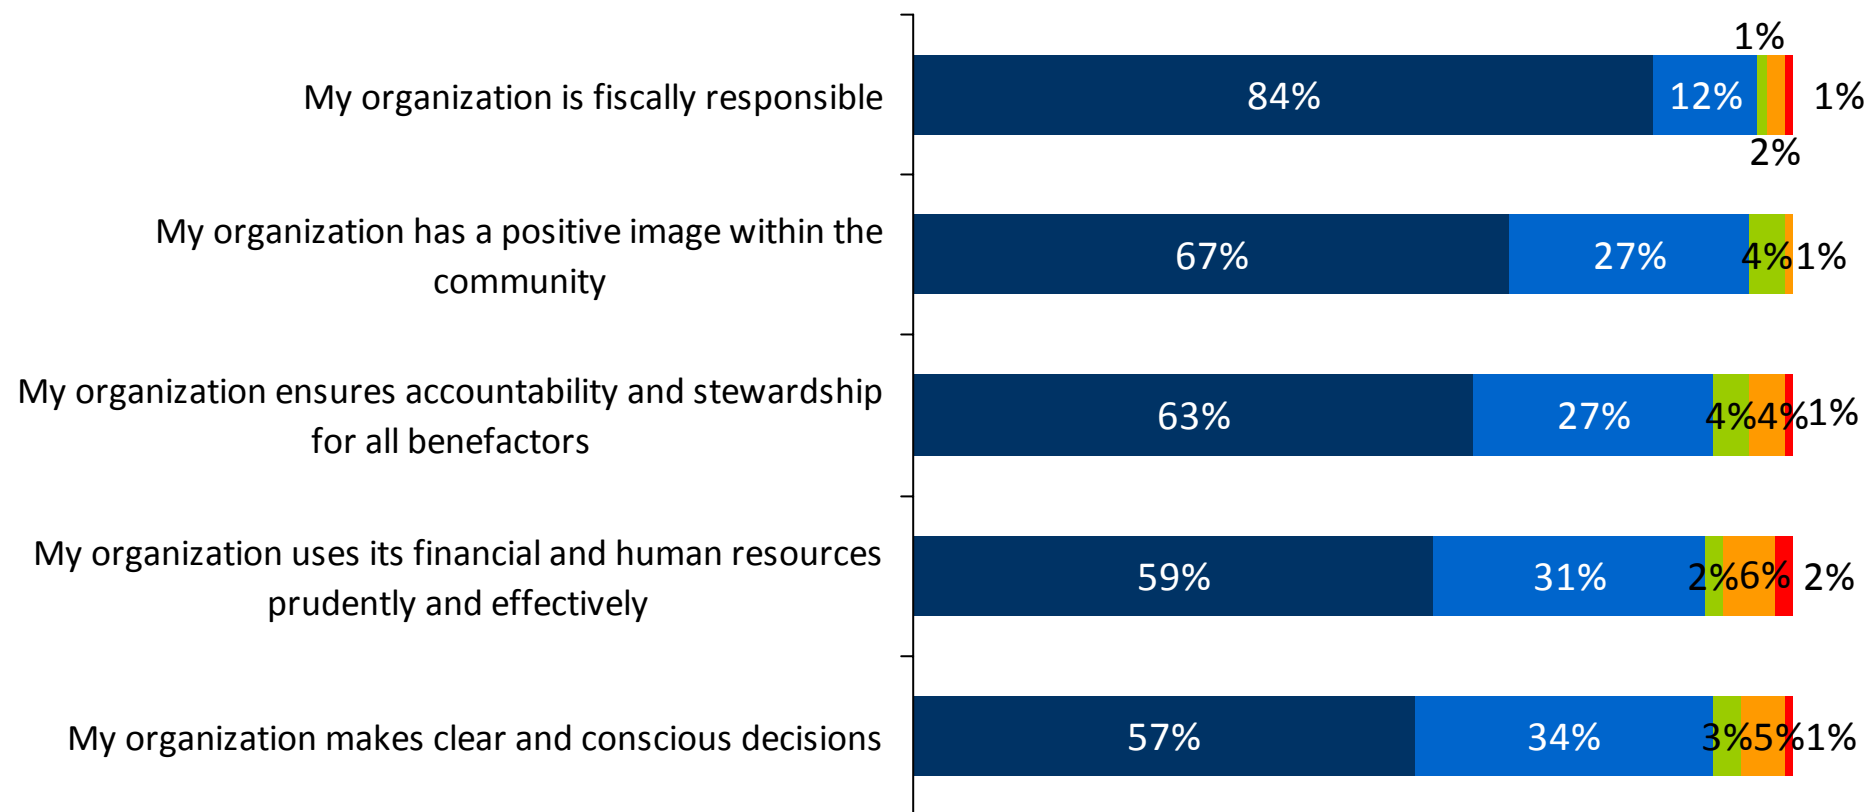 1%
My organization is fiscally responsible 84% 12% 1%
2%
My organization has a positive image within the
community
67% 27% 4% 1%
My organization ensures accountability and stewardship
for all benefactors
63% 27% 4% 4% 1%
My organization uses its financial and human resources
prudently and effectively
59% 31% 2% 6% 2%
My organization makes clear and conscious decisions 57% 34% 3% 5% 1%